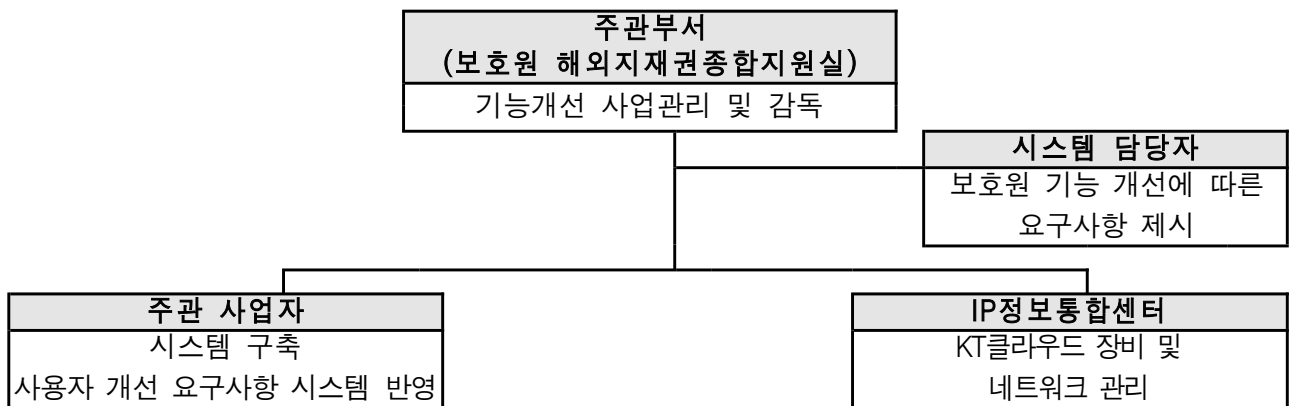 주관부서
(보호원 해외지재권종합지원실)
기능개선 사업관리 및 감독
시스템 담당자
보호원 기능 개선에 따른
요구사항 제시
주관 사업자
시스템 구축
사용자 개선 요구사항 시스템 반영
IP정보통합센터
KT클라우드 장비 및
네트워크 관리